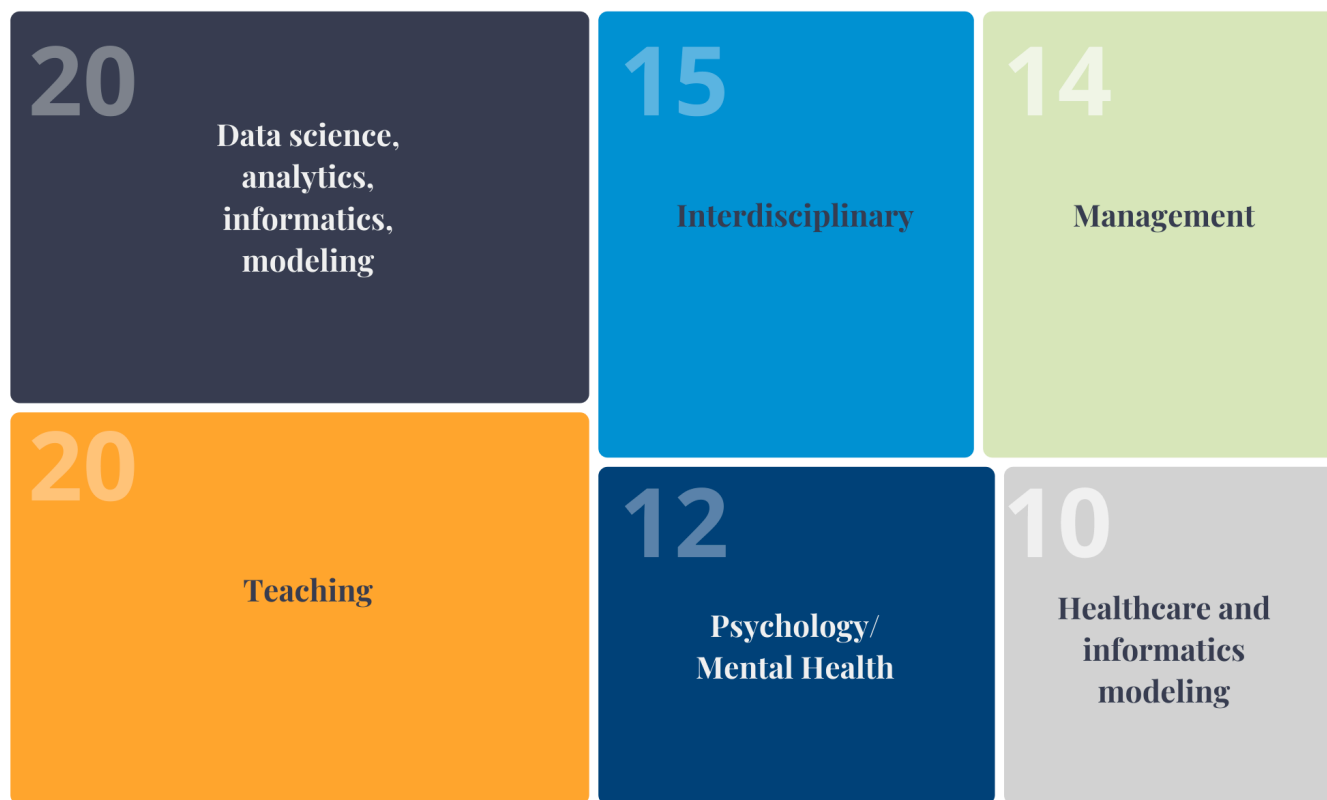 20
Data science,
analytics,
informatics,
modeling
15
Interdisciplinary
14
Management
20
Teaching
12
Psychology/
Mental Health
10
Healthcare and
informatics
modeling